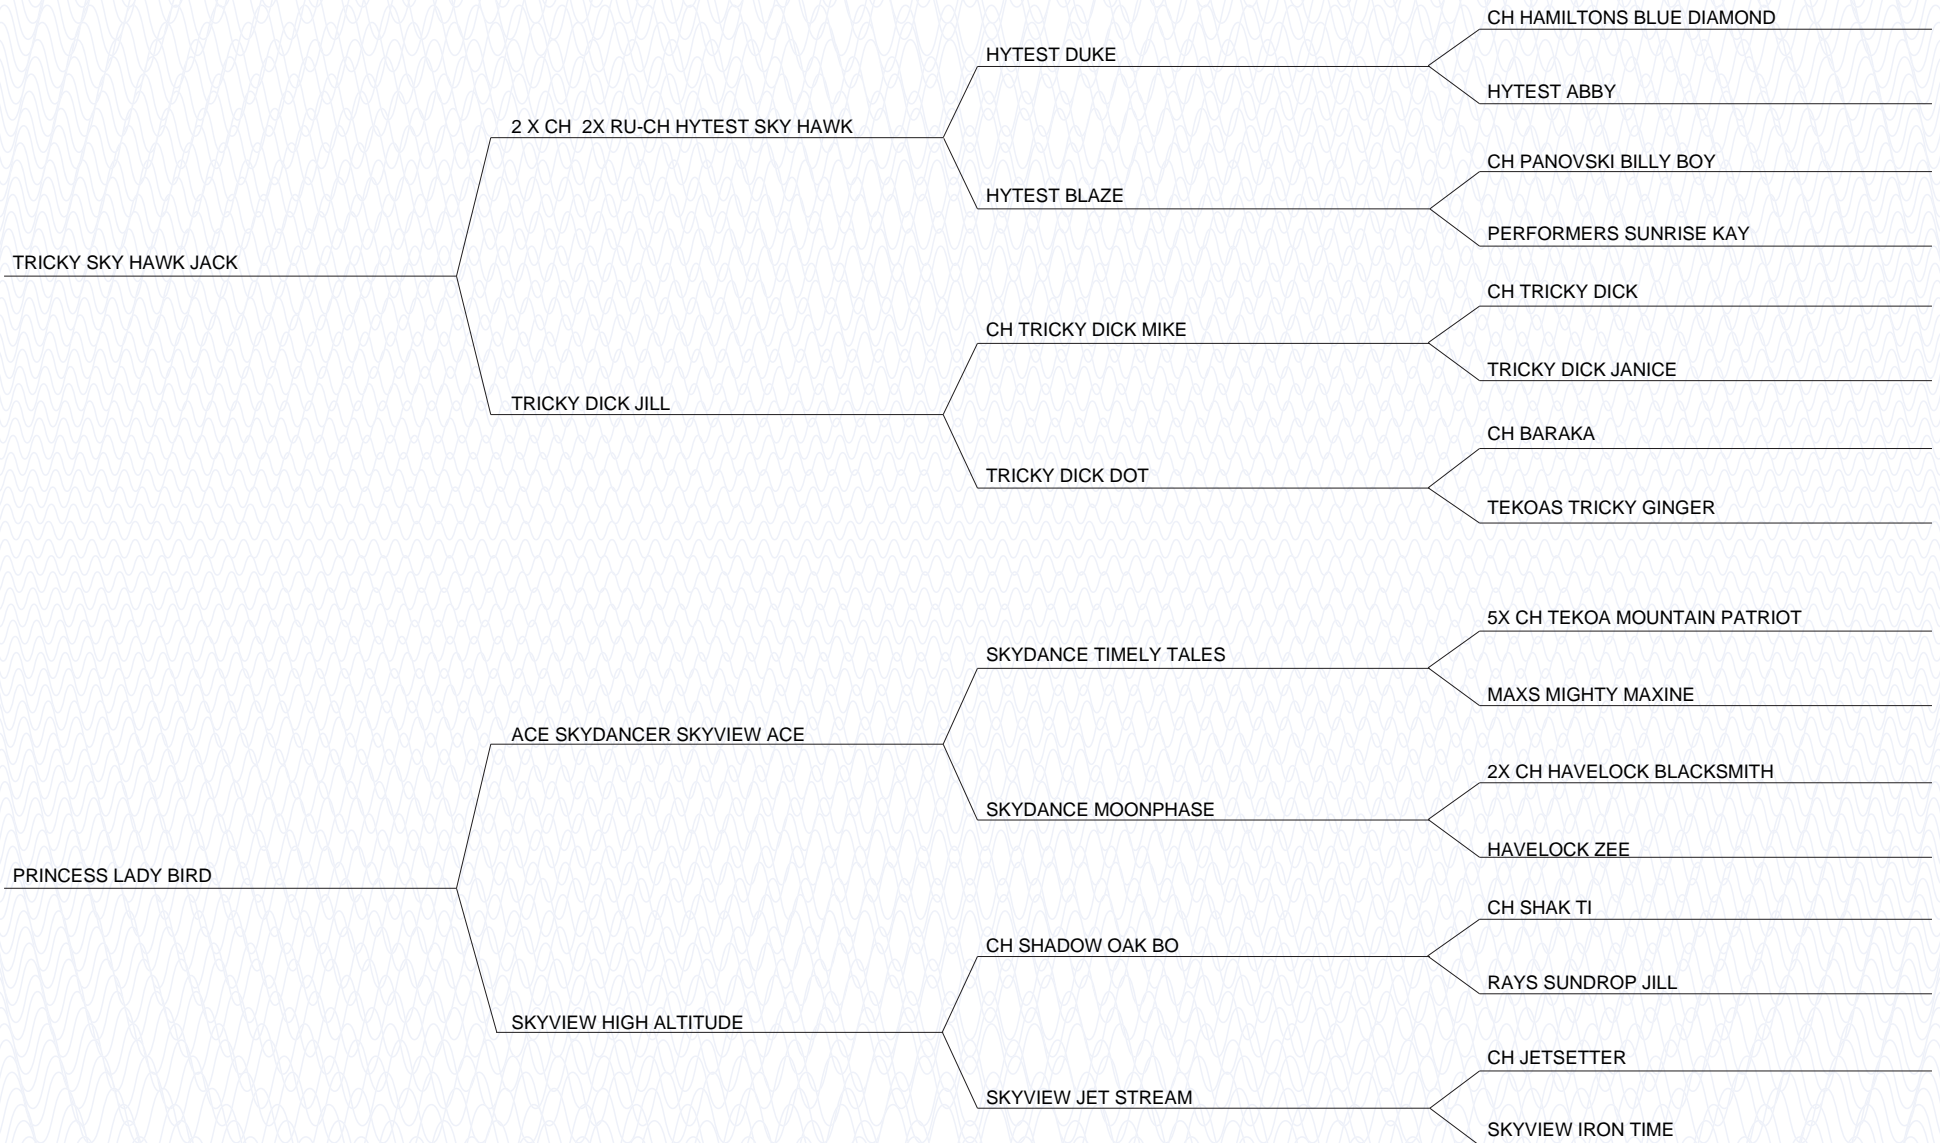 CH HAMILTONS BLUE DIAMOND
HYTEST DUKE
HYTEST ABBY
2 X CH  2X RU-CH HYTEST SKY HAWK
CH PANOVSKI BILLY BOY
HYTEST BLAZE
PERFORMERS SUNRISE KAY
TRICKY SKY HAWK JACK
CH TRICKY DICK
CH TRICKY DICK MIKE
TRICKY DICK JANICE
TRICKY DICK JILL
CH BARAKA
TRICKY DICK DOT
TEKOAS TRICKY GINGER
5X CH TEKOA MOUNTAIN PATRIOT
SKYDANCE TIMELY TALES
MAXS MIGHTY MAXINE
ACE SKYDANCER SKYVIEW ACE
2X CH HAVELOCK BLACKSMITH
SKYDANCE MOONPHASE
HAVELOCK ZEE
PRINCESS LADY BIRD
CH SHAK TI
CH SHADOW OAK BO
RAYS SUNDROP JILL
SKYVIEW HIGH ALTITUDE
CH JETSETTER
SKYVIEW JET STREAM
SKYVIEW IRON TIME